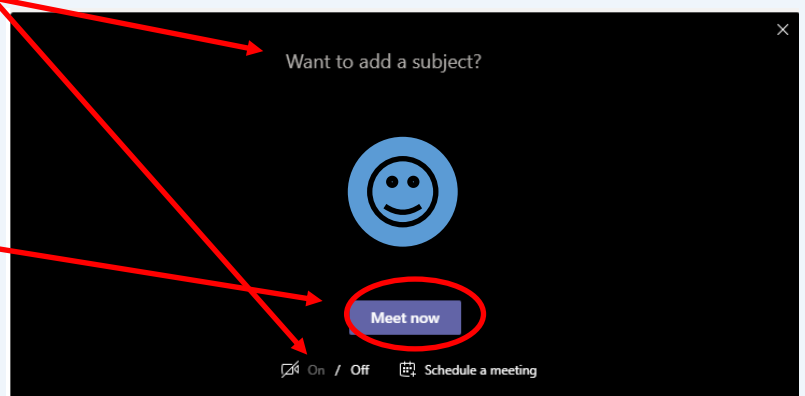 Want to add a subject?
Meet now
On / Off Schedule a meeting